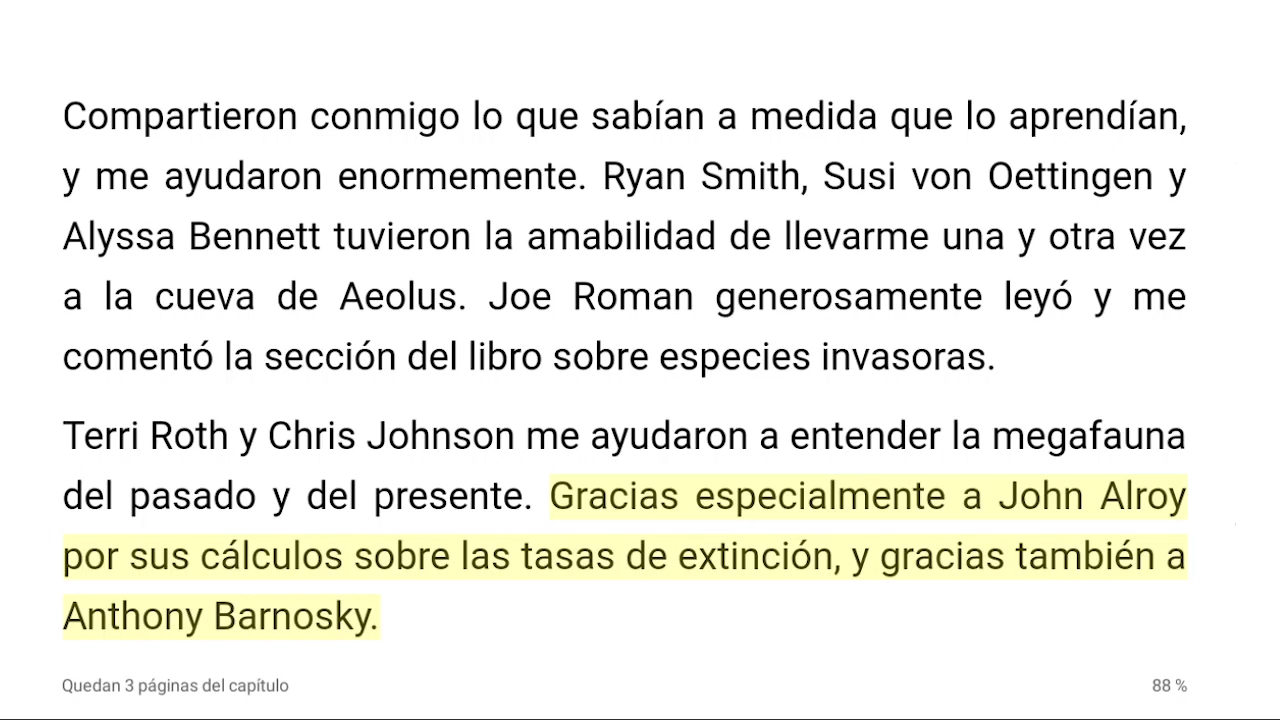 Compartieron conmigo lo que sabían a medida que lo aprendían,
y me ayudaron enormemente. Ryan Smith, Susi von Oettingen y
Alyssa Bennett tuvieron la amabilidad de llevarme una y otra vez
a la cueva de Aeolus. Joe Roman generosamente leyó y me
comentó la sección del libro sobre especies invasoras.
Terri Roth y Chris Johnson me ayudaron a entender la megafauna
del pasado y del presente. Gracias especialmente a John Alroy
por sus cálculos sobre las tasas de extinción, y gracias también a
Anthony Barnosky.
Quedan 3 páginas del capítulo
88 %